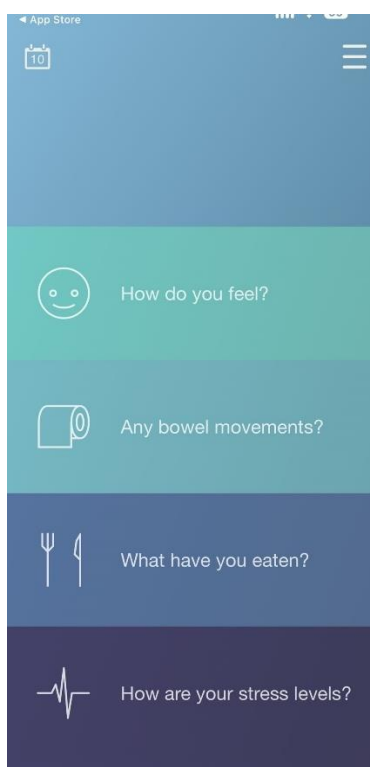 ◄ App Store
10
How do you feel?
Any bowel movements?
What have you eaten?
How are your stress levels?